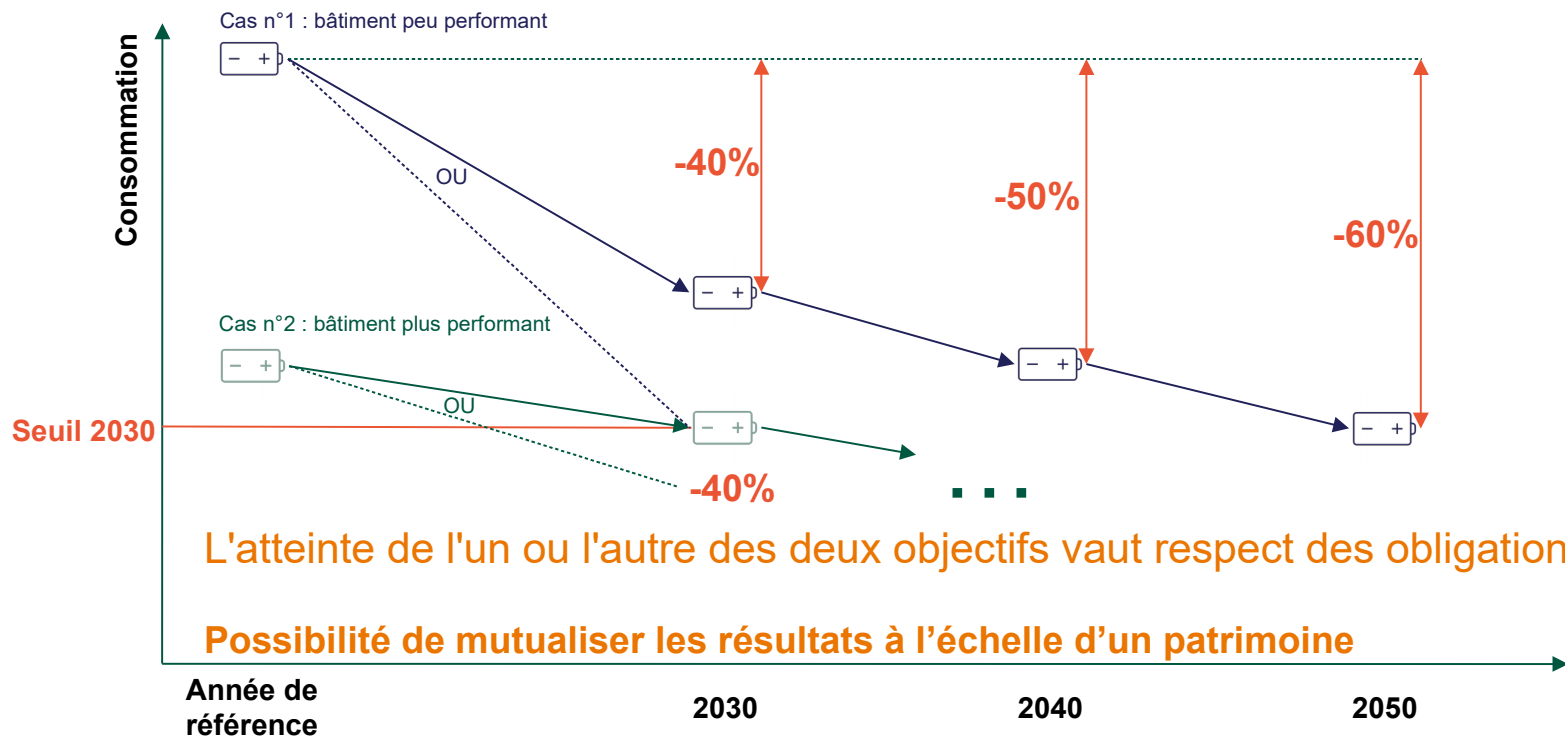 Cas n°1 : bâtiment peu performant
Consommation
-40%
OU
-50%
-60%
Cas n°2 : bâtiment plus performant
OU
Seuil 2030
-40%
...
L'atteinte de l'un ou l'autre des deux objectifs vaut respect des obligation
Possibilité de mutualiser les résultats à l’échelle d’un patrimoine
Année de
référence
2030
2040
2050